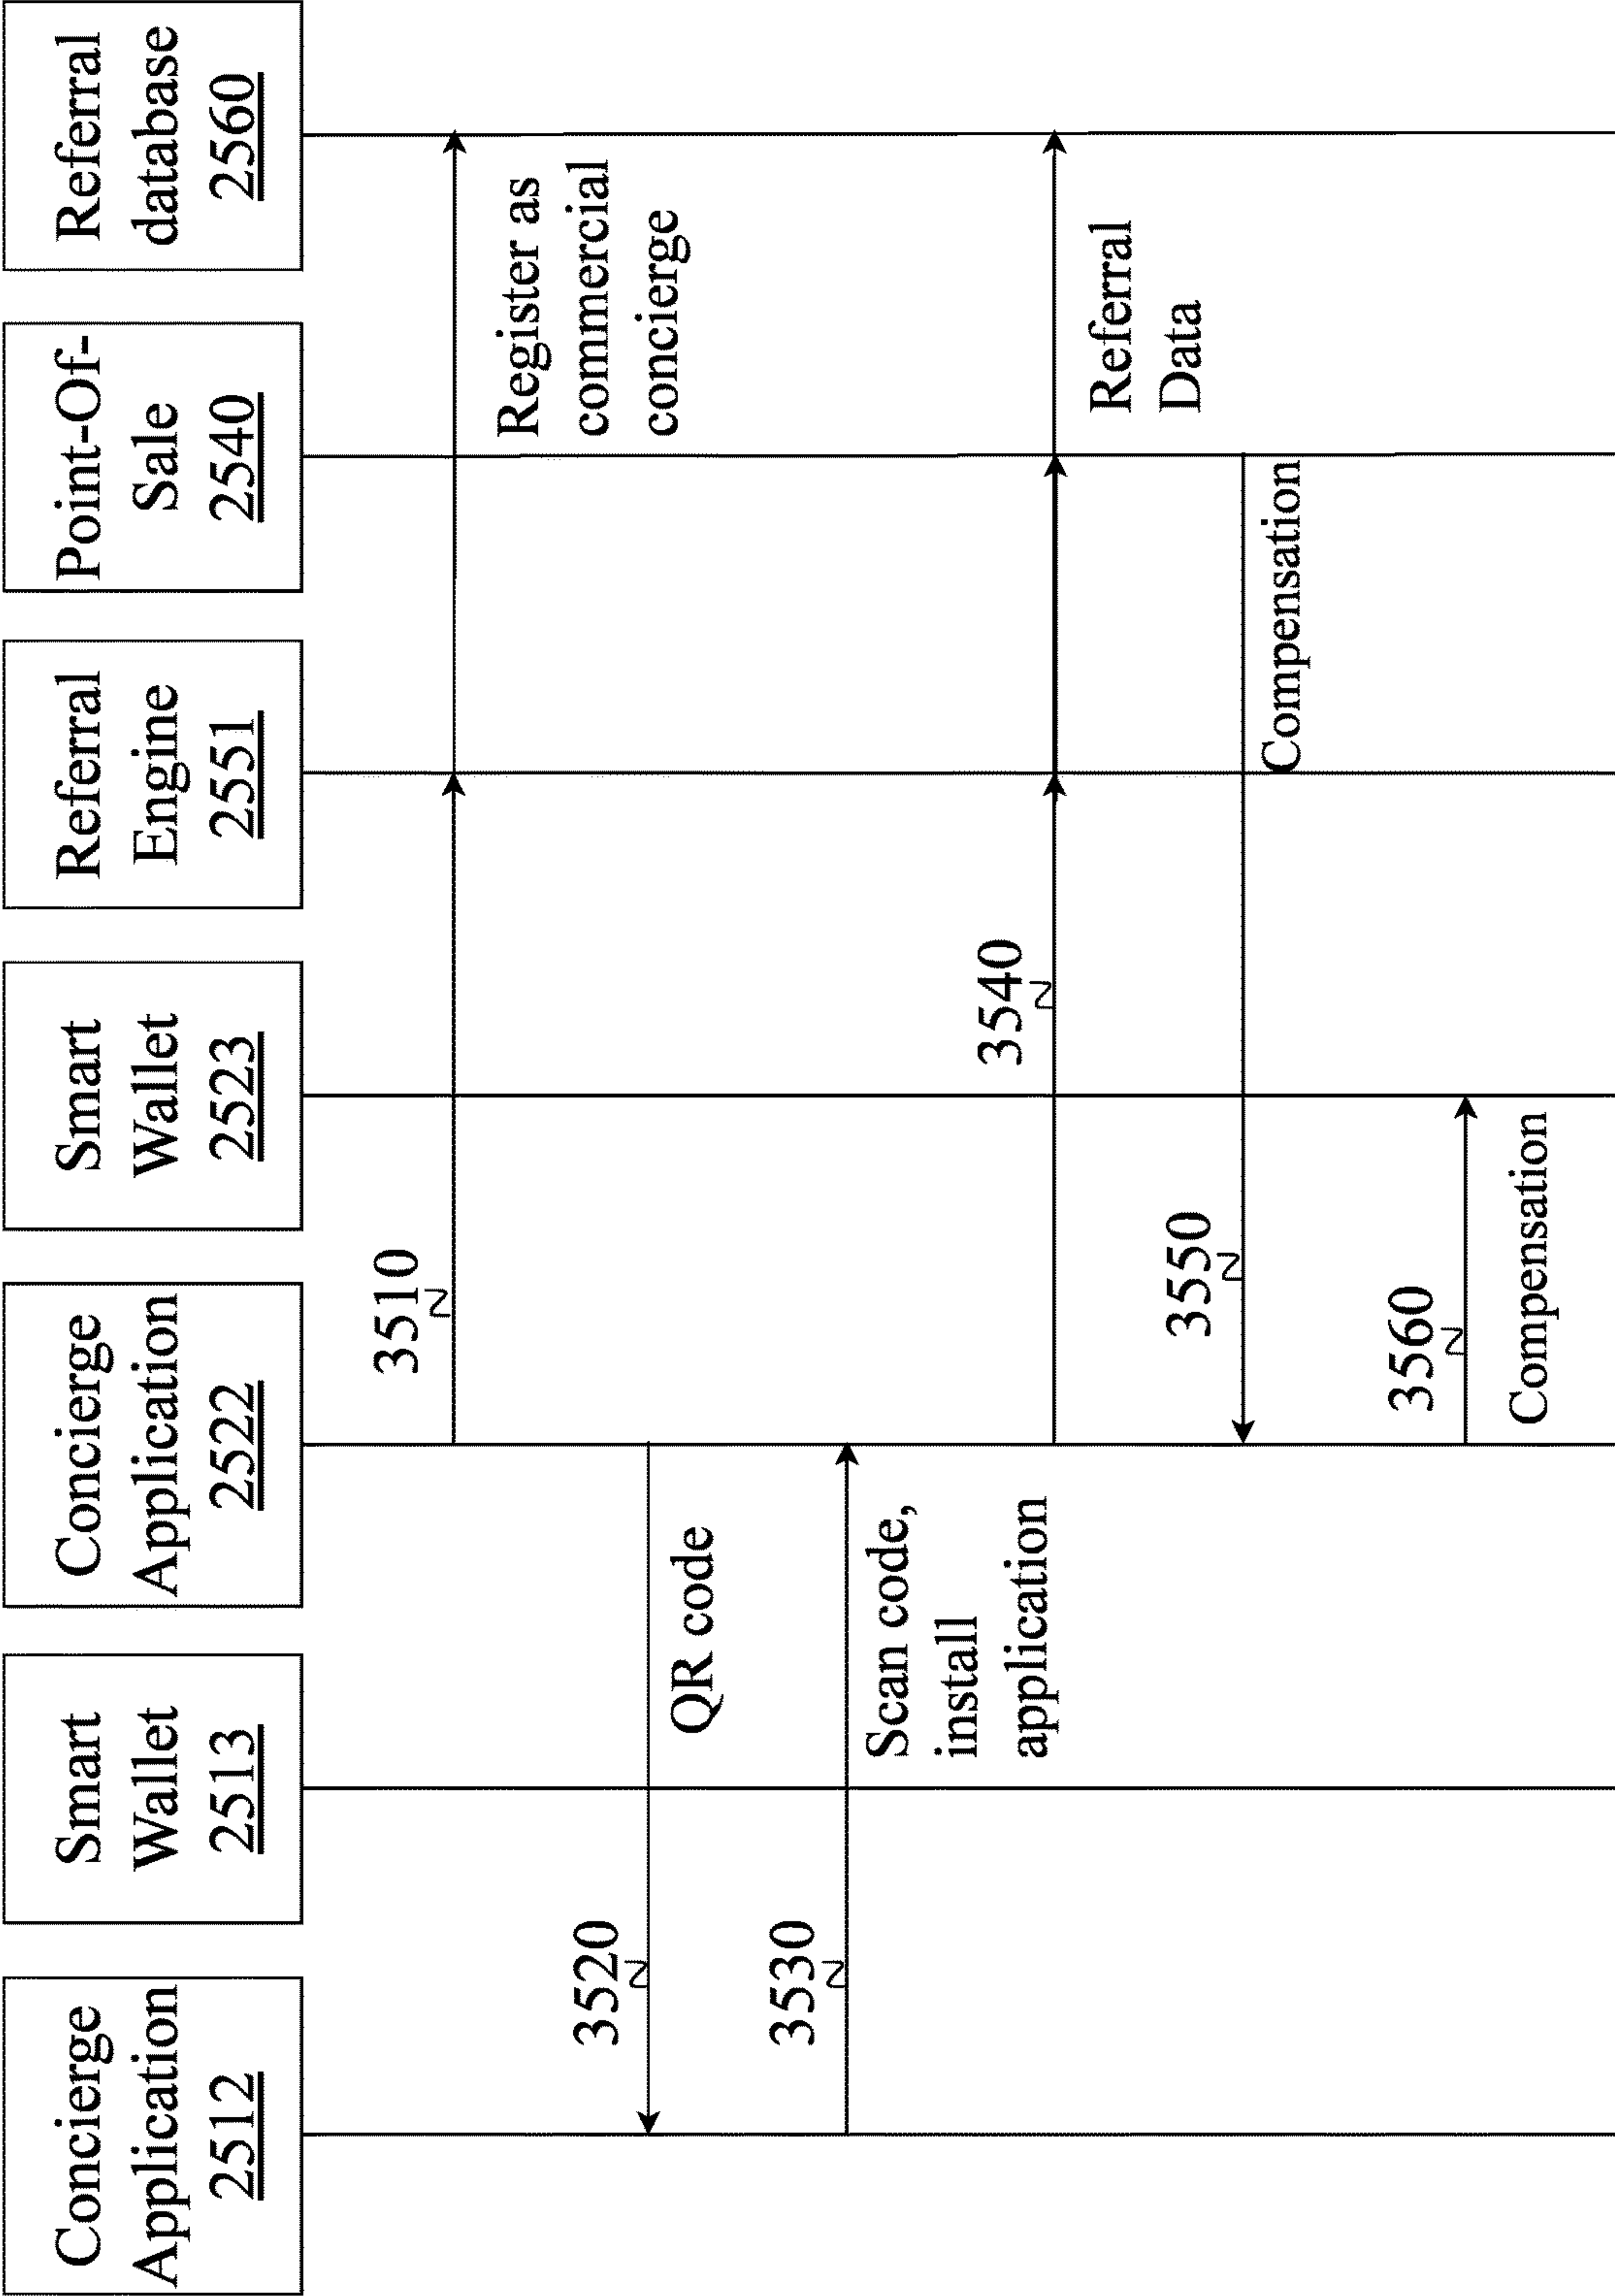 Concierge
Application
2512
Smart
Wallet
2513
Concierge
Application
2522
Smart
Wallet
2523
Referral
Engine
2551
Point-Of-
Sale
2540
Referral
database
2560
3510
Register as
commercial
concierge
3520
QR code
3530
Scan code,
install
application
3540
Referral
Data
3550
Compensation
3560
Compensation